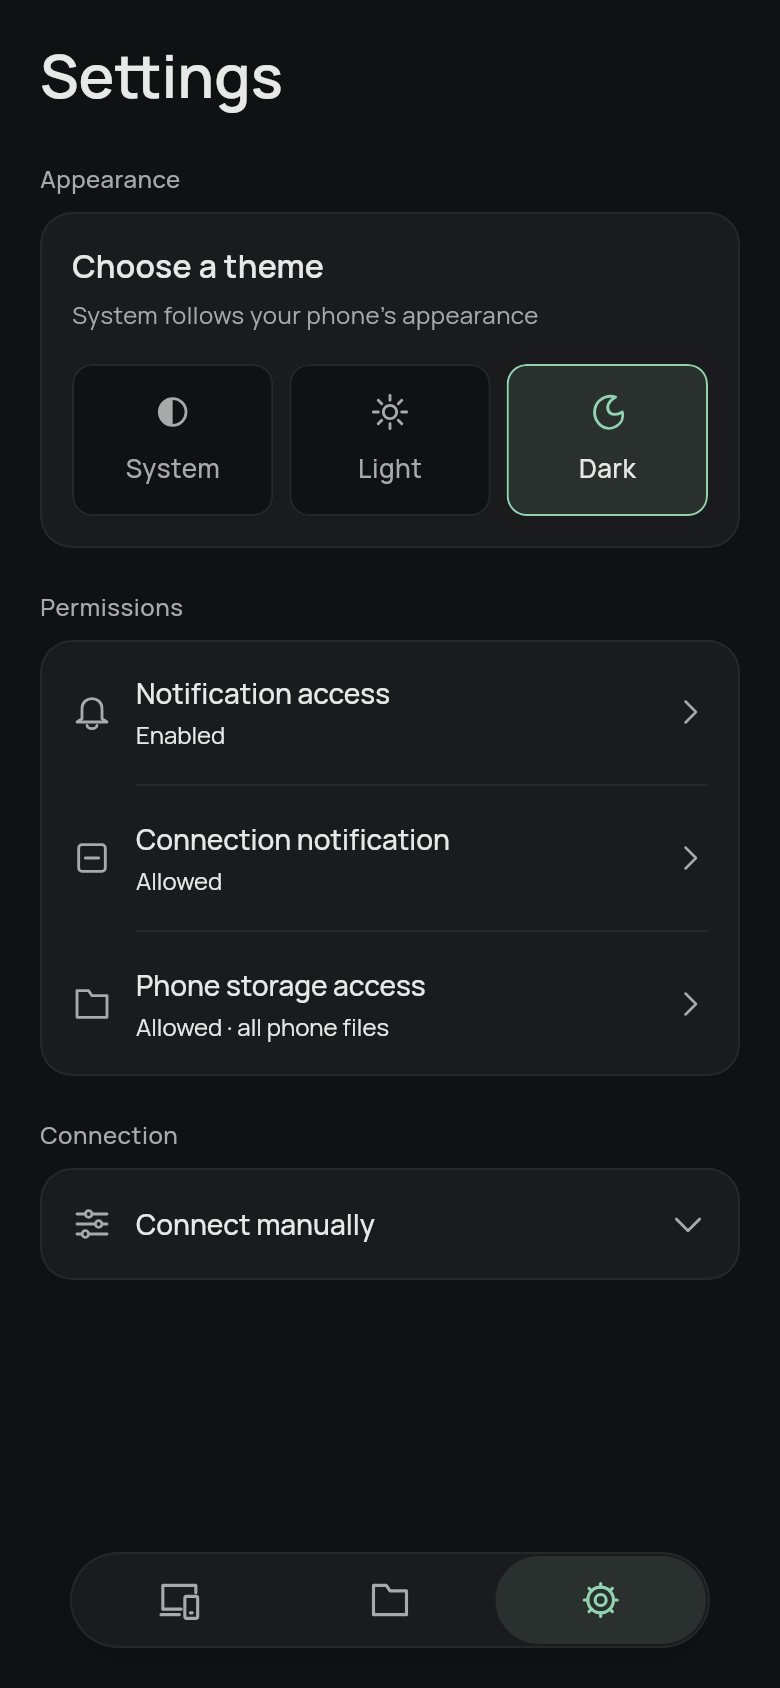 Settings
Appearance
Choose a theme
System follows your phone’s appearance
System
Light
Dark
Permissions
Notification access
Enabled
Connection notification
Allowed
Phone storage access
Allowed · all phone files
Connection
Connect manually